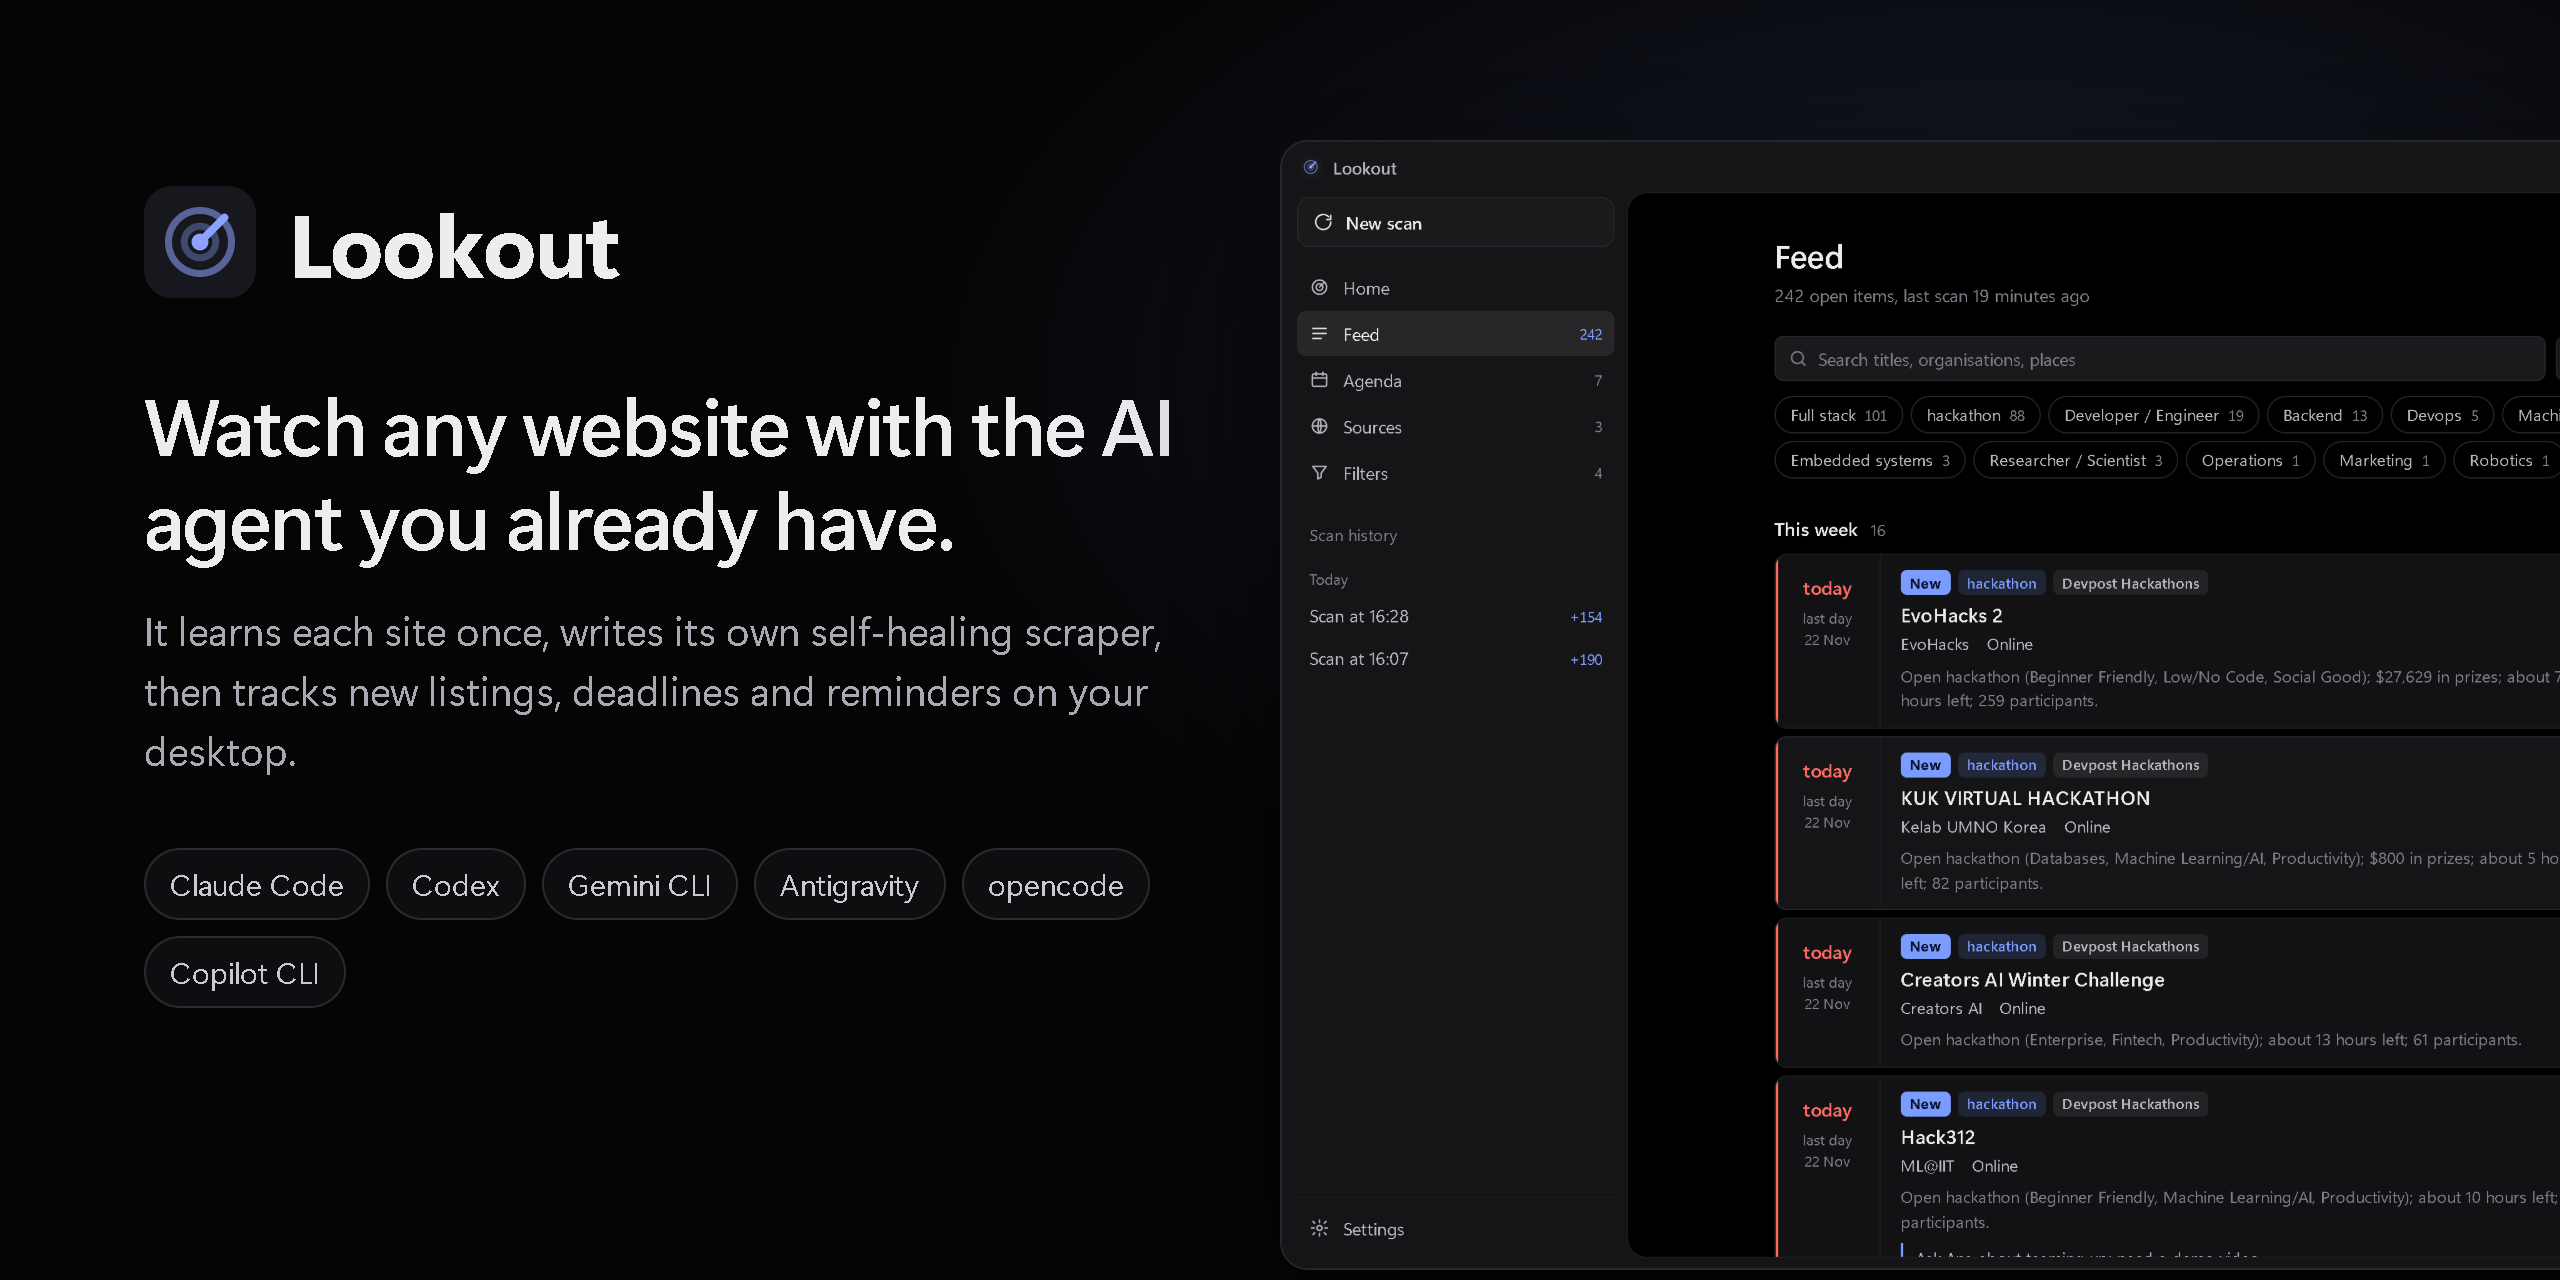 Lookout
Watch any website with the AI
agent you already have.
It learns each site once, writes its own self-healing scraper,
then tracks new listings, deadlines and reminders on your
desktop.
Claude Code Codex Gemini CLI Antigravity opencode
Copilot CLI
Lookout
New scan
Home
Feed 242
Agenda 7
Sources 3
Filters 4
Scan history
Today
Scan at 16:28 +154
Scan at 16:07 +190
Settings
Feed
242 open items, last scan 19 minutes ago
Search titles, organisations, places
Full stack 101 hackathon 88 Developer / Engineer 19 Backend 13 Devops 5
Embedded systems 3 Researcher / Scientist 3 Operations 1 Marketing 1 Robotics 1
This week 16
today
last day
22 Nov
New hackathon Devpost Hackathons
EvoHacks 2
EvoHacks Online
Open hackathon (Beginner Friendly, Low/No Code, Social Good); $27,629 in prizes; about 7
hours left; 259 participants.
today
last day
22 Nov
New hackathon Devpost Hackathons
KUK VIRTUAL HACKATHON
Kelab UMNO Korea Online
Open hackathon (Databases, Machine Learning/AI, Productivity); $800 in prizes; about 5 ho
left; 82 participants.
today
last day
22 Nov
New hackathon Devpost Hackathons
Creators AI Winter Challenge
Creators AI Online
Open hackathon (Enterprise, Fintech, Productivity); about 13 hours left; 61 participants.
today
last day
22 Nov
New hackathon Devpost Hackathons
Hack312
ML@IIT Online
Open hackathon (Beginner Friendly, Machine Learning/AI, Productivity); about 10 hours left;
participants.